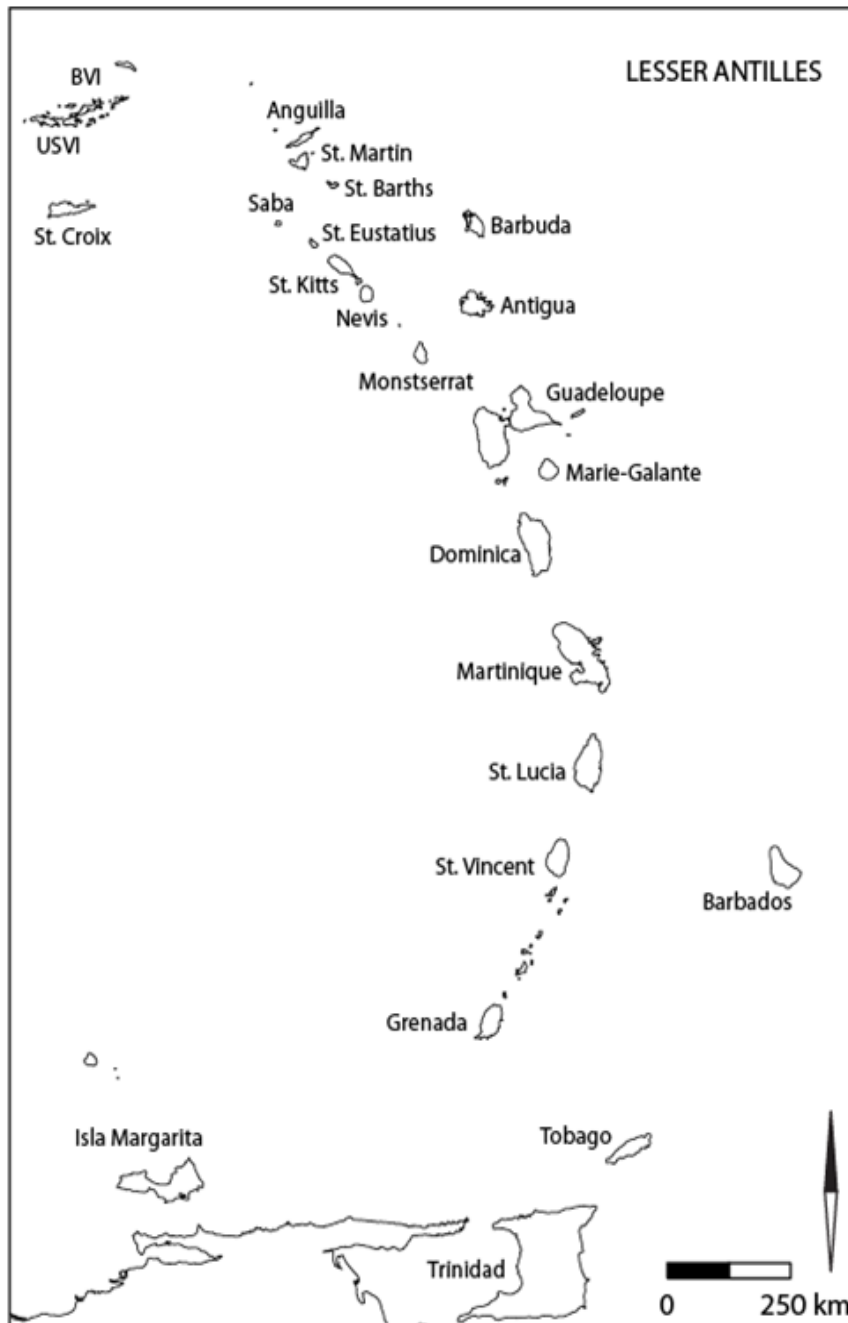 LESSER ANTILLES
BVI
USVI
Anguilla
St. Martin
St. Barths
Saba
St. Croix
St. Eustatius
Barbuda
St. Kitts
Nevis
Antigua
Monstserrat
Guadeloupe
Marie-Galante
Dominica
Martinique
St. Lucia
St. Vincent
Barbados
Grenada
Isla Margarita
Tobago
Trinidad
0 250 km